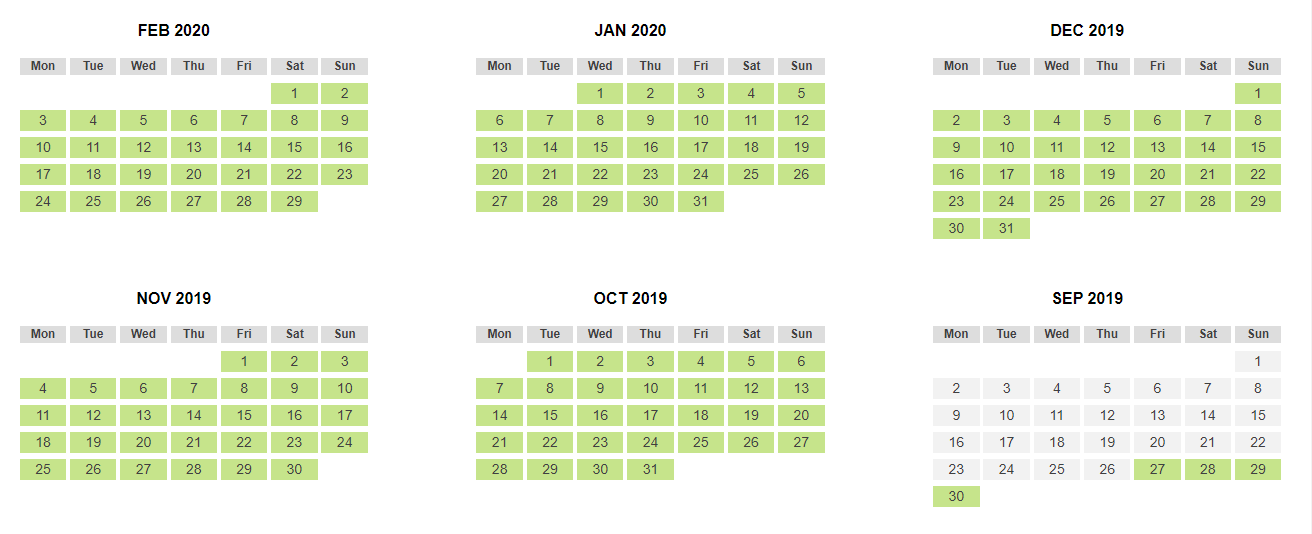 FEB 2020
Mon Tue Wed Thu Fri Sat Sun
1 2
3 4 5 6 7 8 9
10 11 12 13 14 15 16
17 18 19 20 21 22 23
24 25 26 27 28 29
JAN 2020
Mon Tue Wed Thu Fri Sat Sun
1 2 3 4 5
6 7 8 9 10 11 12
13 14 15 16 17 18 19
20 21 22 23 24 25 26
27 28 29 30 31
DEC 2019
Mon Tue Wed Thu Fri Sat Sun
1
2 3 4 5 6 7 8
9 10 11 12 13 14 15
16 17 18 19 20 21 22
23 24 25 26 27 28 29
30 31
NOV 2019
Mon Tue Wed Thu Fri Sat Sun
1 2 3
4 5 6 7 8 9 10
11 12 13 14 15 16 17
18 19 20 21 22 23 24
25 26 27 28 29 30
OCT 2019
Mon Tue Wed Thu Fri Sat Sun
1 2 3 4 5 6
7 8 9 10 11 12 13
14 15 16 17 18 19 20
21 22 23 24 25 26 27
28 29 30 31
SEP 2019
Mon Tue Wed Thu Fri Sat Sun
1
2 3 4 5 6 7 8
9 10 11 12 13 14 15
16 17 18 19 20 21 22
23 24 25 26 27 28 29
30